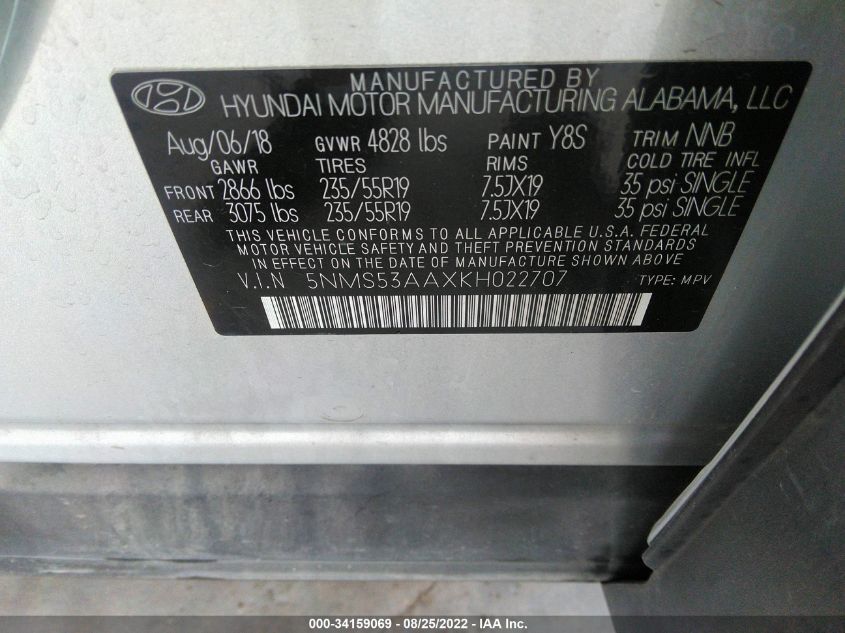 MANUFACTURED BY
HYUNDAI MOTOR MANUFACTURING ALABAMA, LLC
Aug/06/18 GVWR 4828 lbs PAINT Y8S TRIM NNB
GAWR TIRES RIMS COLD TIRE INFL
FRONT 2866 lbs 235/55R19 7.5JX19 35 psi SINGLE
REAR 3075 lbs 235/55R19 7.5JX19 35 psi SINGLE
THIS VEHICLE CONFORMS TO ALL APPLICABLE U.S.A. FEDERAL
MOTOR VEHICLE SAFETY AND THEFT PREVENTION STANDARDS
IN EFFECT ON THE DATE OF MANUFACTURE SHOWN ABOVE
V.I.N 5NMS53AAXKH022707 TYPE: MPV
000-34159069 - 08/25/2022 - IAA Inc.